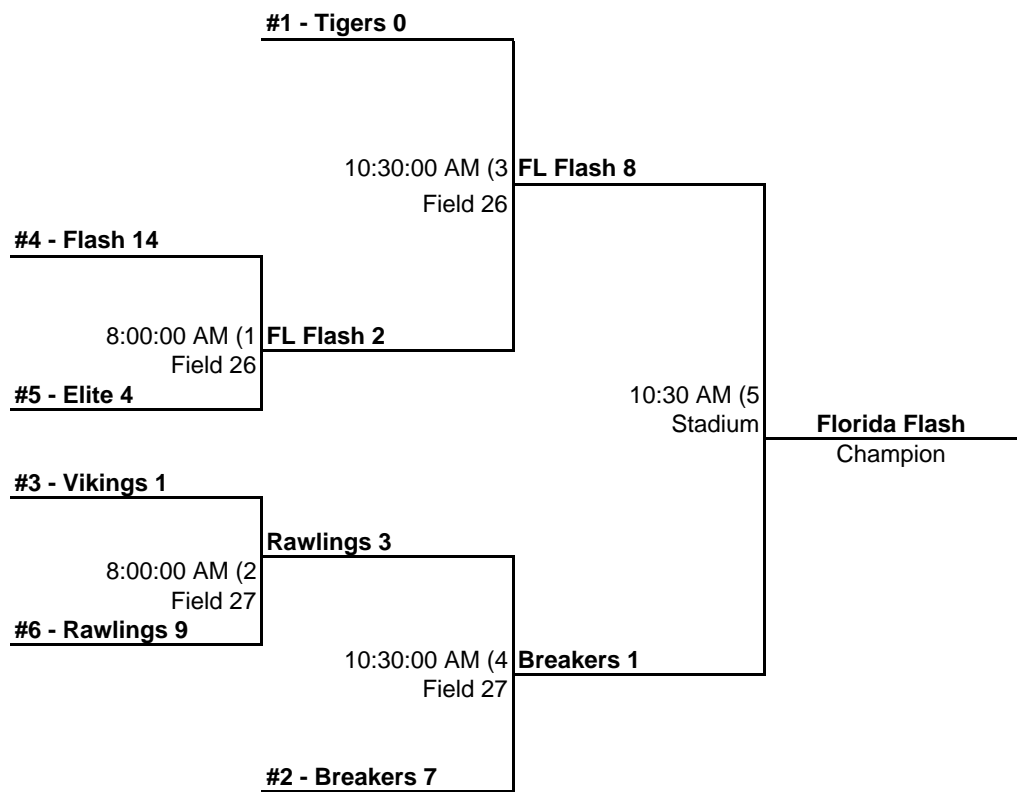 #1 - Tigers 0
10:30:00 AM (3 FL Flash 8
Field 26
#4 - Flash 14
8:00:00 AM (1 FL Flash 2
Field 26
#5 - Elite 4
10:30 AM (5
Stadium Florida Flash
Champion
#3 - Vikings 1
Rawlings 3
8:00:00 AM (2
Field 27
#6 - Rawlings 9
10:30:00 AM (4 Breakers 1
Field 27
#2 - Breakers 7